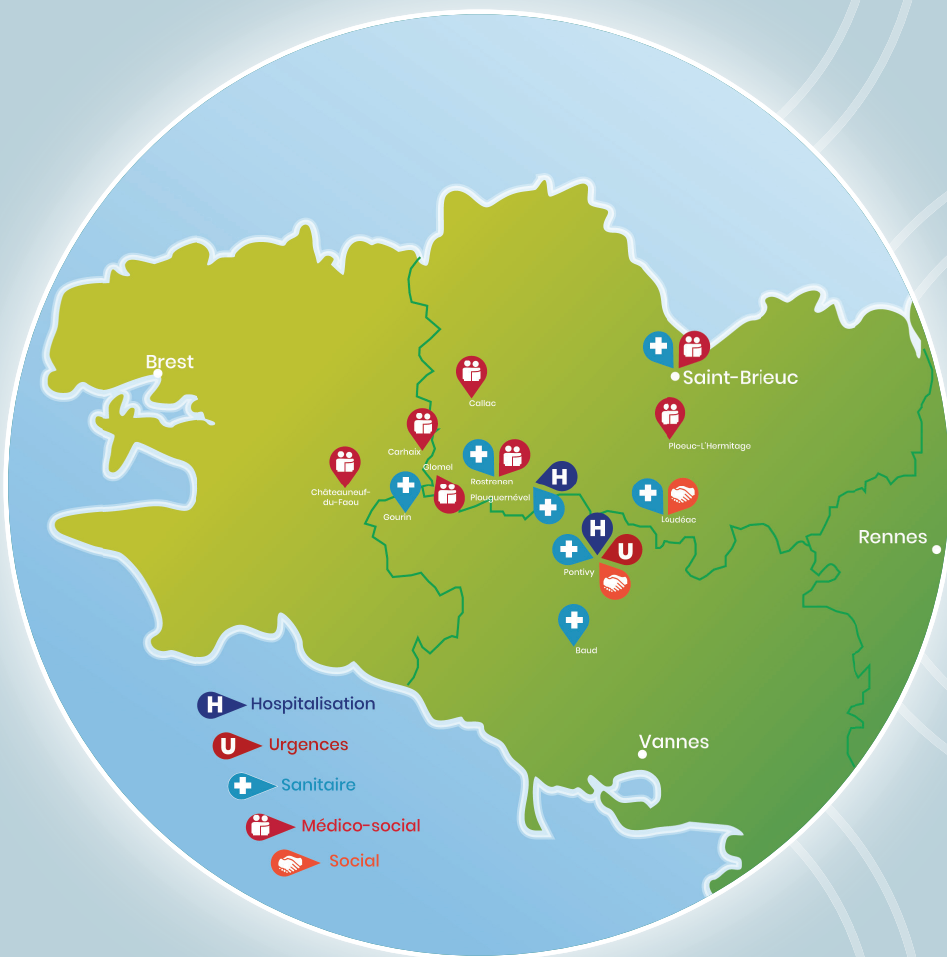 Brest
Saint-Brieuc
Callac
Ploeuc-L'Hermitage
Carhaix
Glomel
Rostrenen
Châteauneuf-
du-Faou
Plouguernével
Gourin
Loudéac
H
H
U
Rennes
Pontivy
Baud
H Hospitalisation
Vannes
U Urgences
Sanitaire
Médico-social
Social